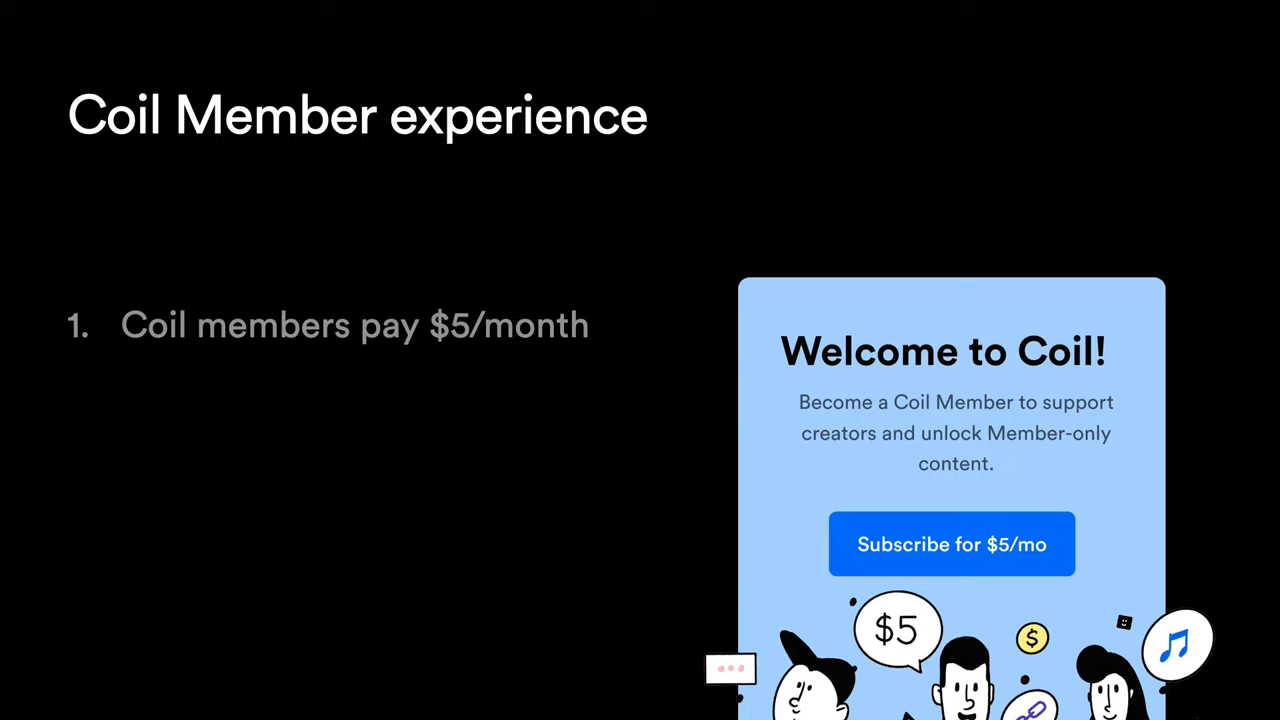 Coil Member experience
1. Coil members pay $5/month
Welcome to Coil!
Become a Coil Member to support
creators and unlock Member-only
content.
Subscribe for $5/mo
$5
$